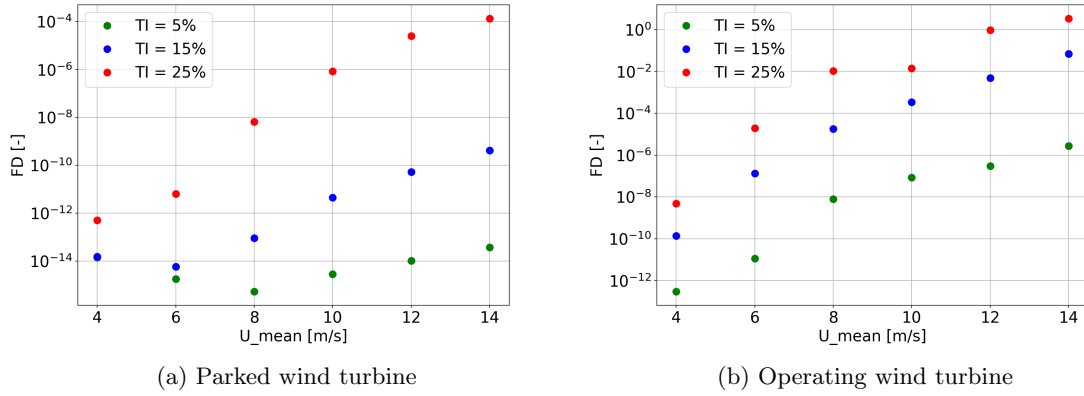 TI = 5%
TI = 15%
TI = 25%
10⁻⁴
10⁻⁶
10⁻⁸
10⁻¹⁰
10⁻¹²
10⁻¹⁴
FD [-]
4 6 8 10 12 14
U_mean [m/s]
(a) Parked wind turbine
TI = 5%
TI = 15%
TI = 25%
10⁰
10⁻²
10⁻⁴
10⁻⁶
10⁻⁸
10⁻¹⁰
10⁻¹²
FD [-]
4 6 8 10 12 14
U_mean [m/s]
(b) Operating wind turbine